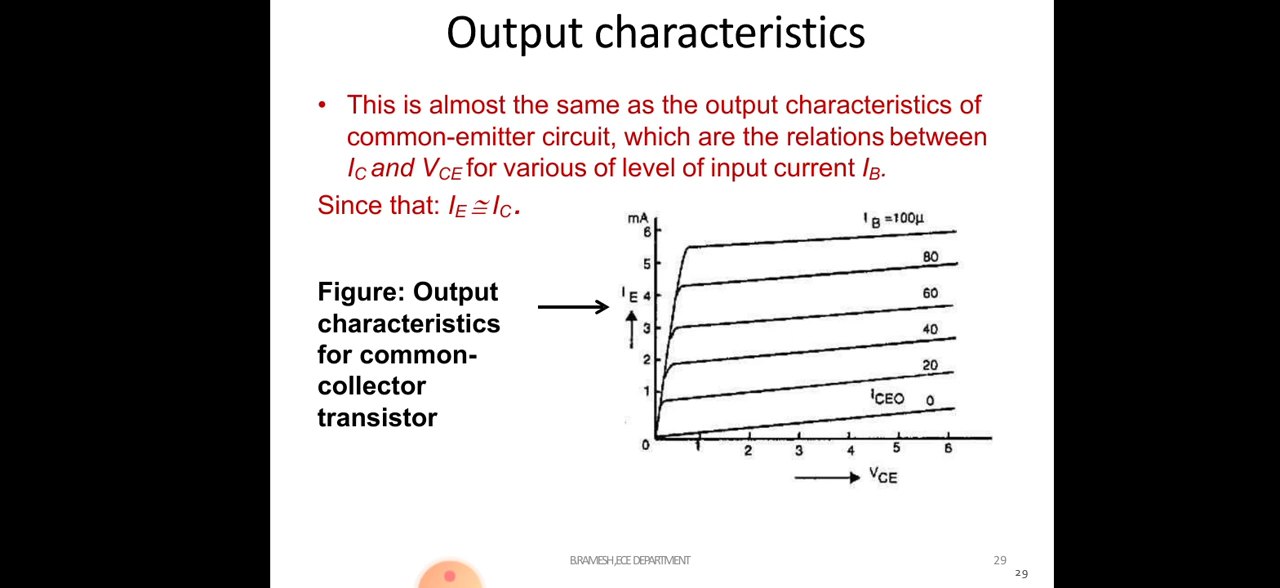 Output characteristics
• This is almost the same as the output characteristics of
common-emitter circuit, which are the relations between
IC and VCE for various of level of input current IB.
Since that: IE ≅ IC.
Figure: Output
characteristics
for common-
collector
transistor
mA
6
5
IE 4
3
2
1
0
IB =100µ
80
60
40
20
ICEO 0
1 2 3 4 5 6
VCE
B.RAMESH,ECE DEPARTMENT
29
29